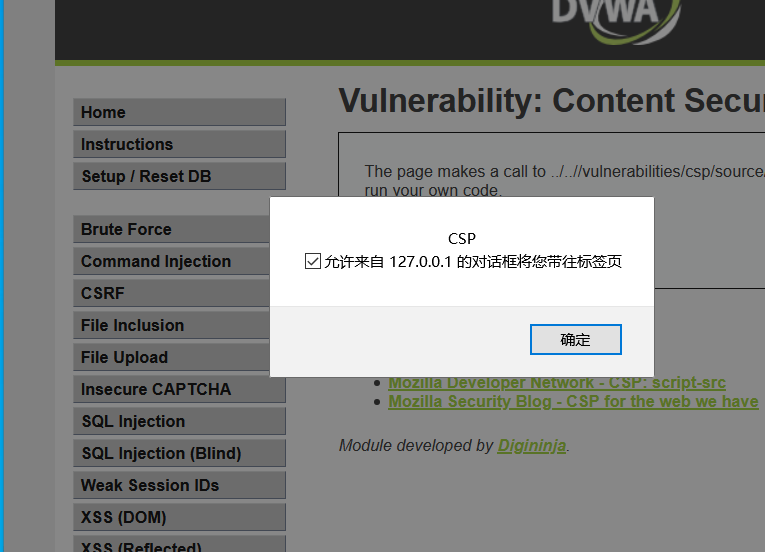 DVWA
Home
Instructions
Setup / Reset DB
Brute Force
Command Injection
CSRF
File Inclusion
File Upload
Insecure CAPTCHA
SQL Injection
SQL Injection (Blind)
Weak Session IDs
XSS (DOM)
XSS (Reflected)
Vulnerability: Content Secu
The page makes a call to ../..//vulnerabilities/csp/source/
run your own code.
CSP
允许来自 127.0.0.1 的对话框将您带往标签页
确定
Mozilla Developer Network - CSP: script-src
Mozilla Security Blog - CSP for the web we have
Module developed by Digininja.